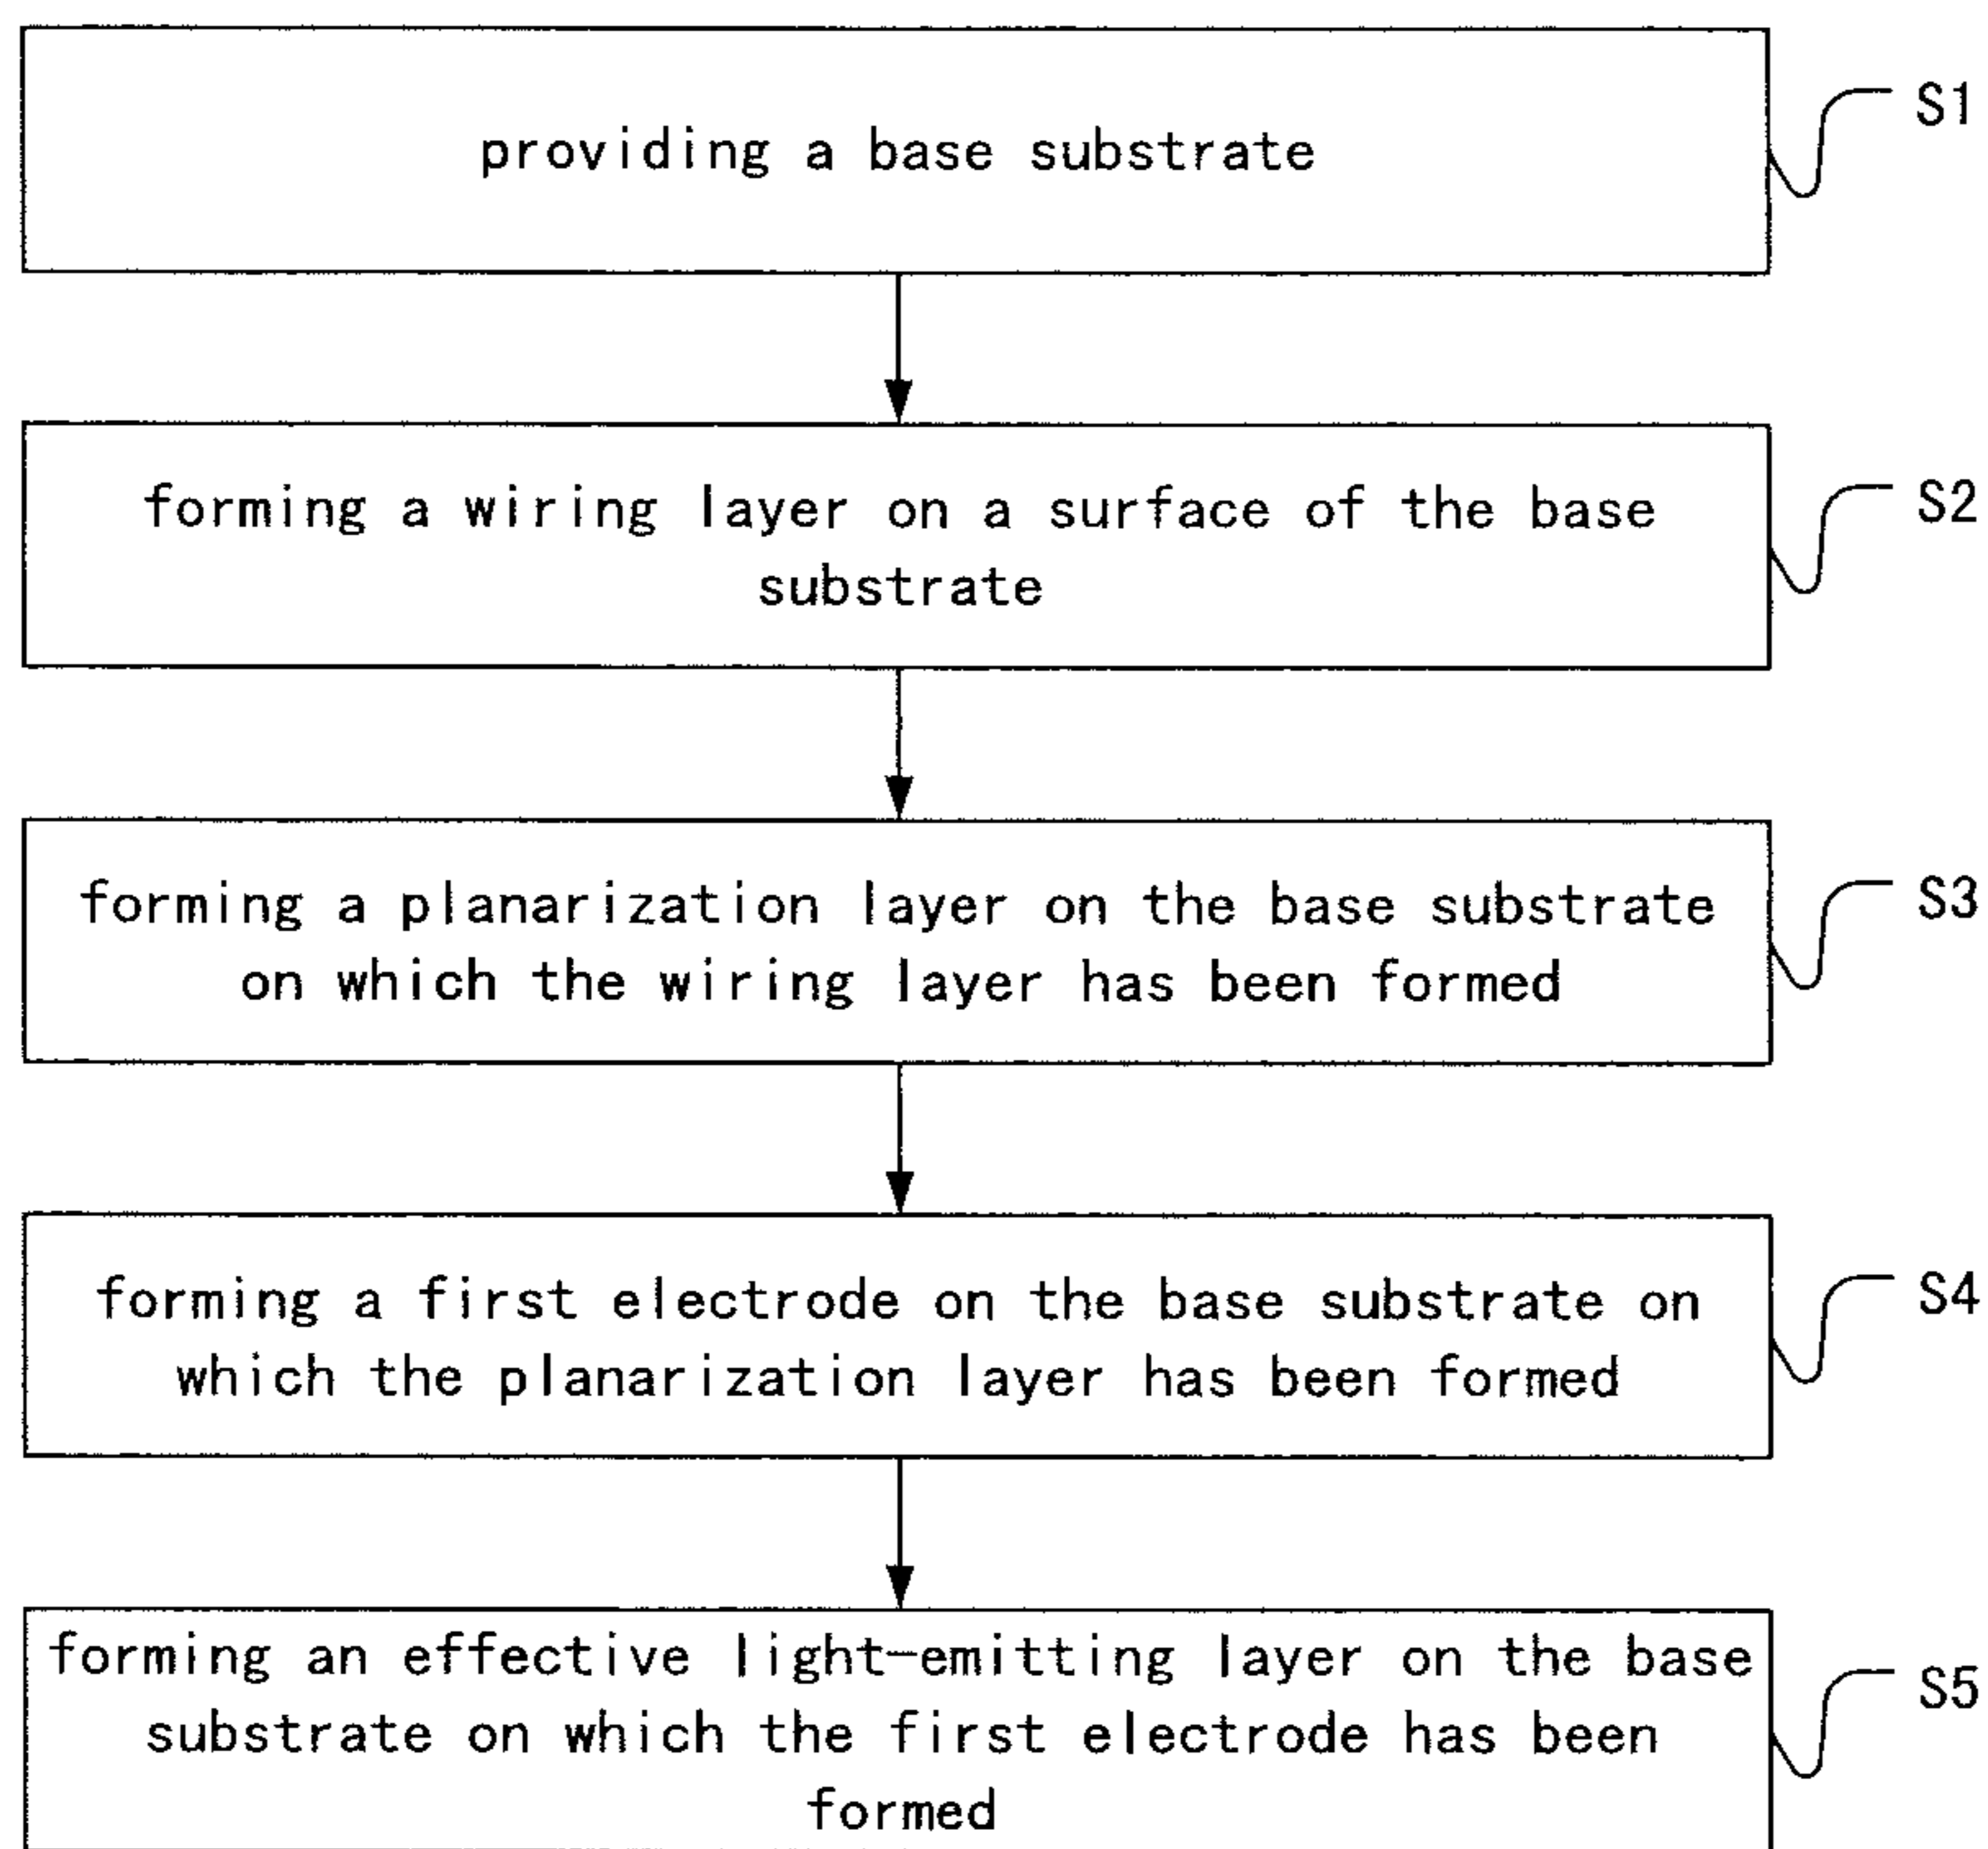 providing a base substrate
S1
forming a wiring layer on a surface of the base
substrate
S2
forming a planarization layer on the base substrate
on which the wiring layer has been formed
S3
forming a first electrode on the base substrate on
which the planarization layer has been formed
S4
forming an effective light-emitting layer on the base
substrate on which the first electrode has been
formed
S5